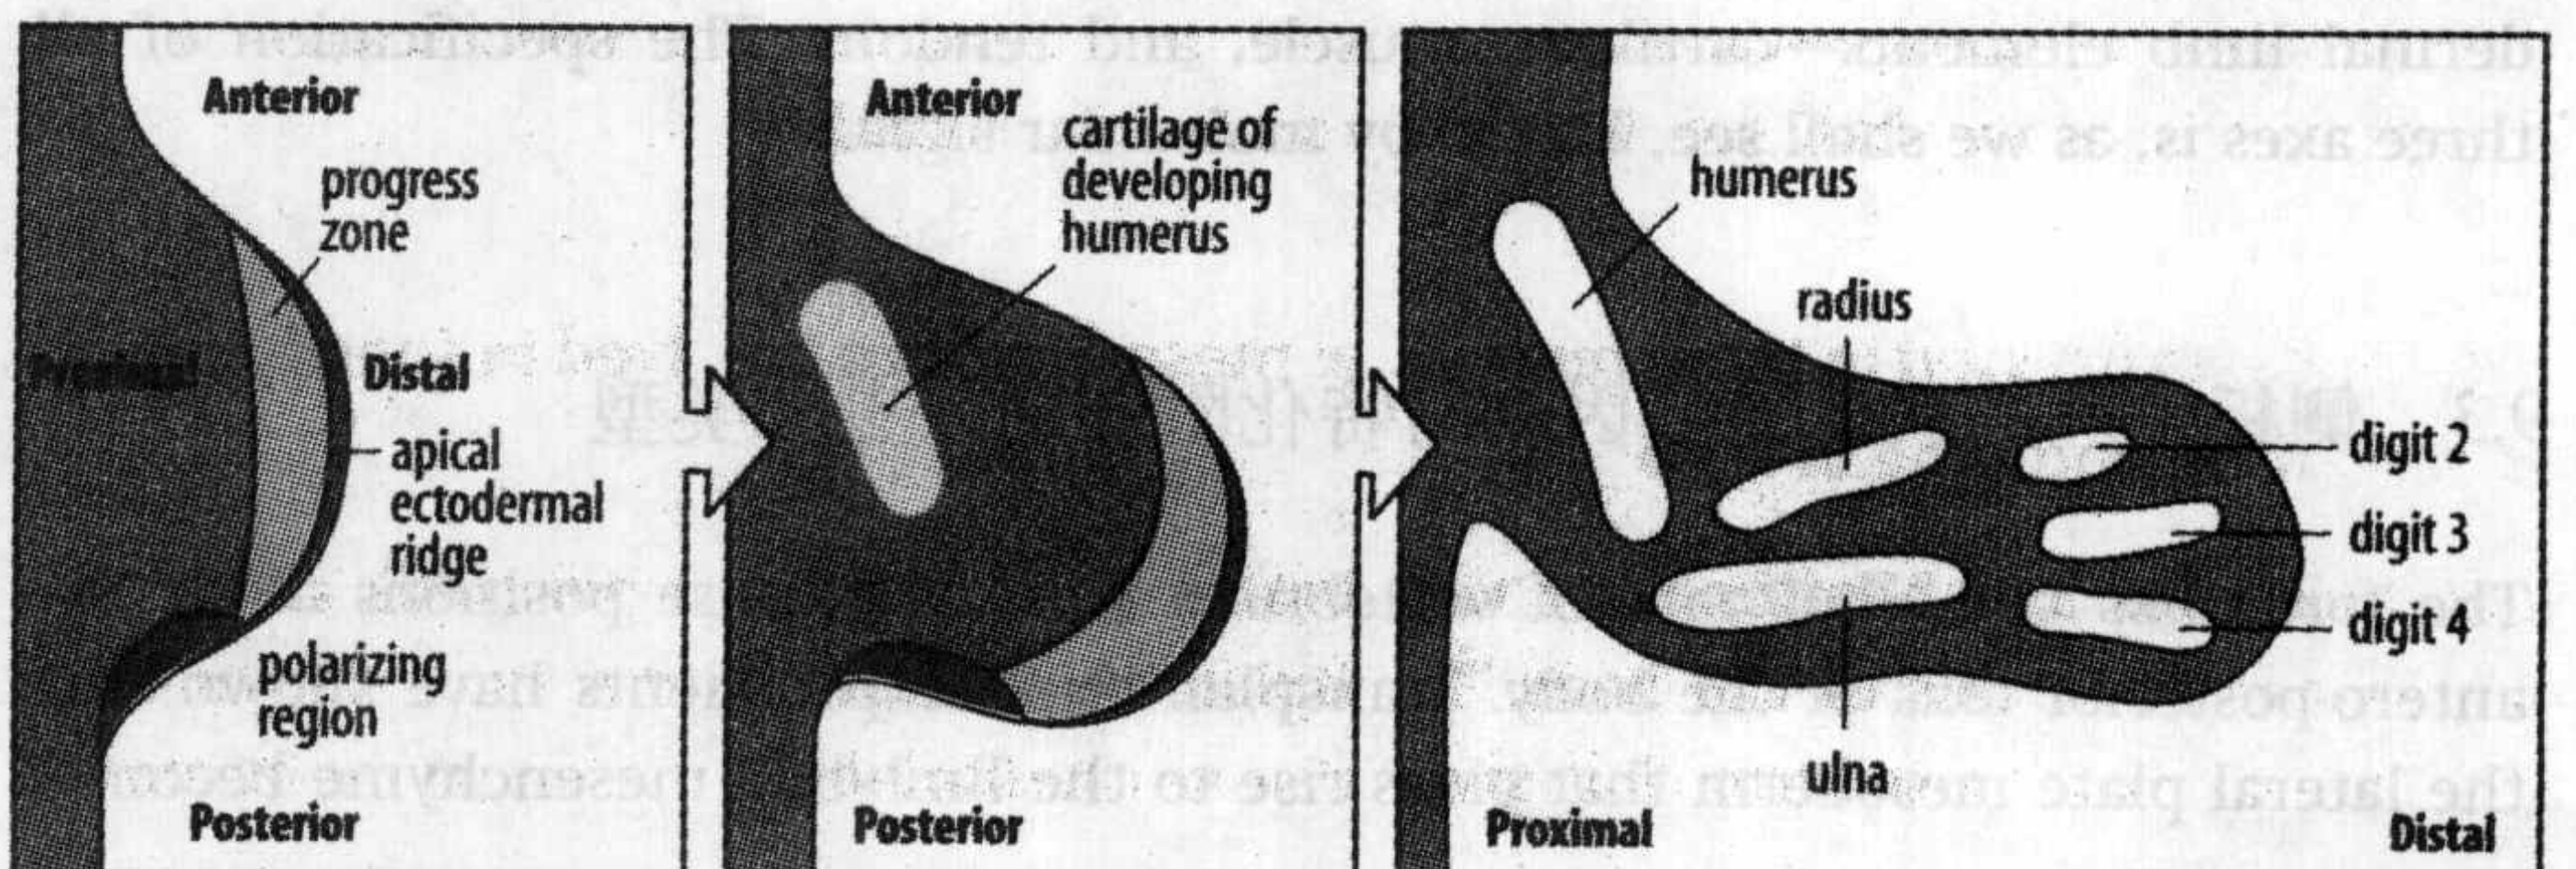 Anterior
progress
zone
Proximal
Distal
apical
ectodermal
ridge
polarizing
region
Posterior
Anterior
cartilage of
developing
humerus
Posterior
humerus
radius
digit 2
digit 3
digit 4
ulna
Proximal
Distal